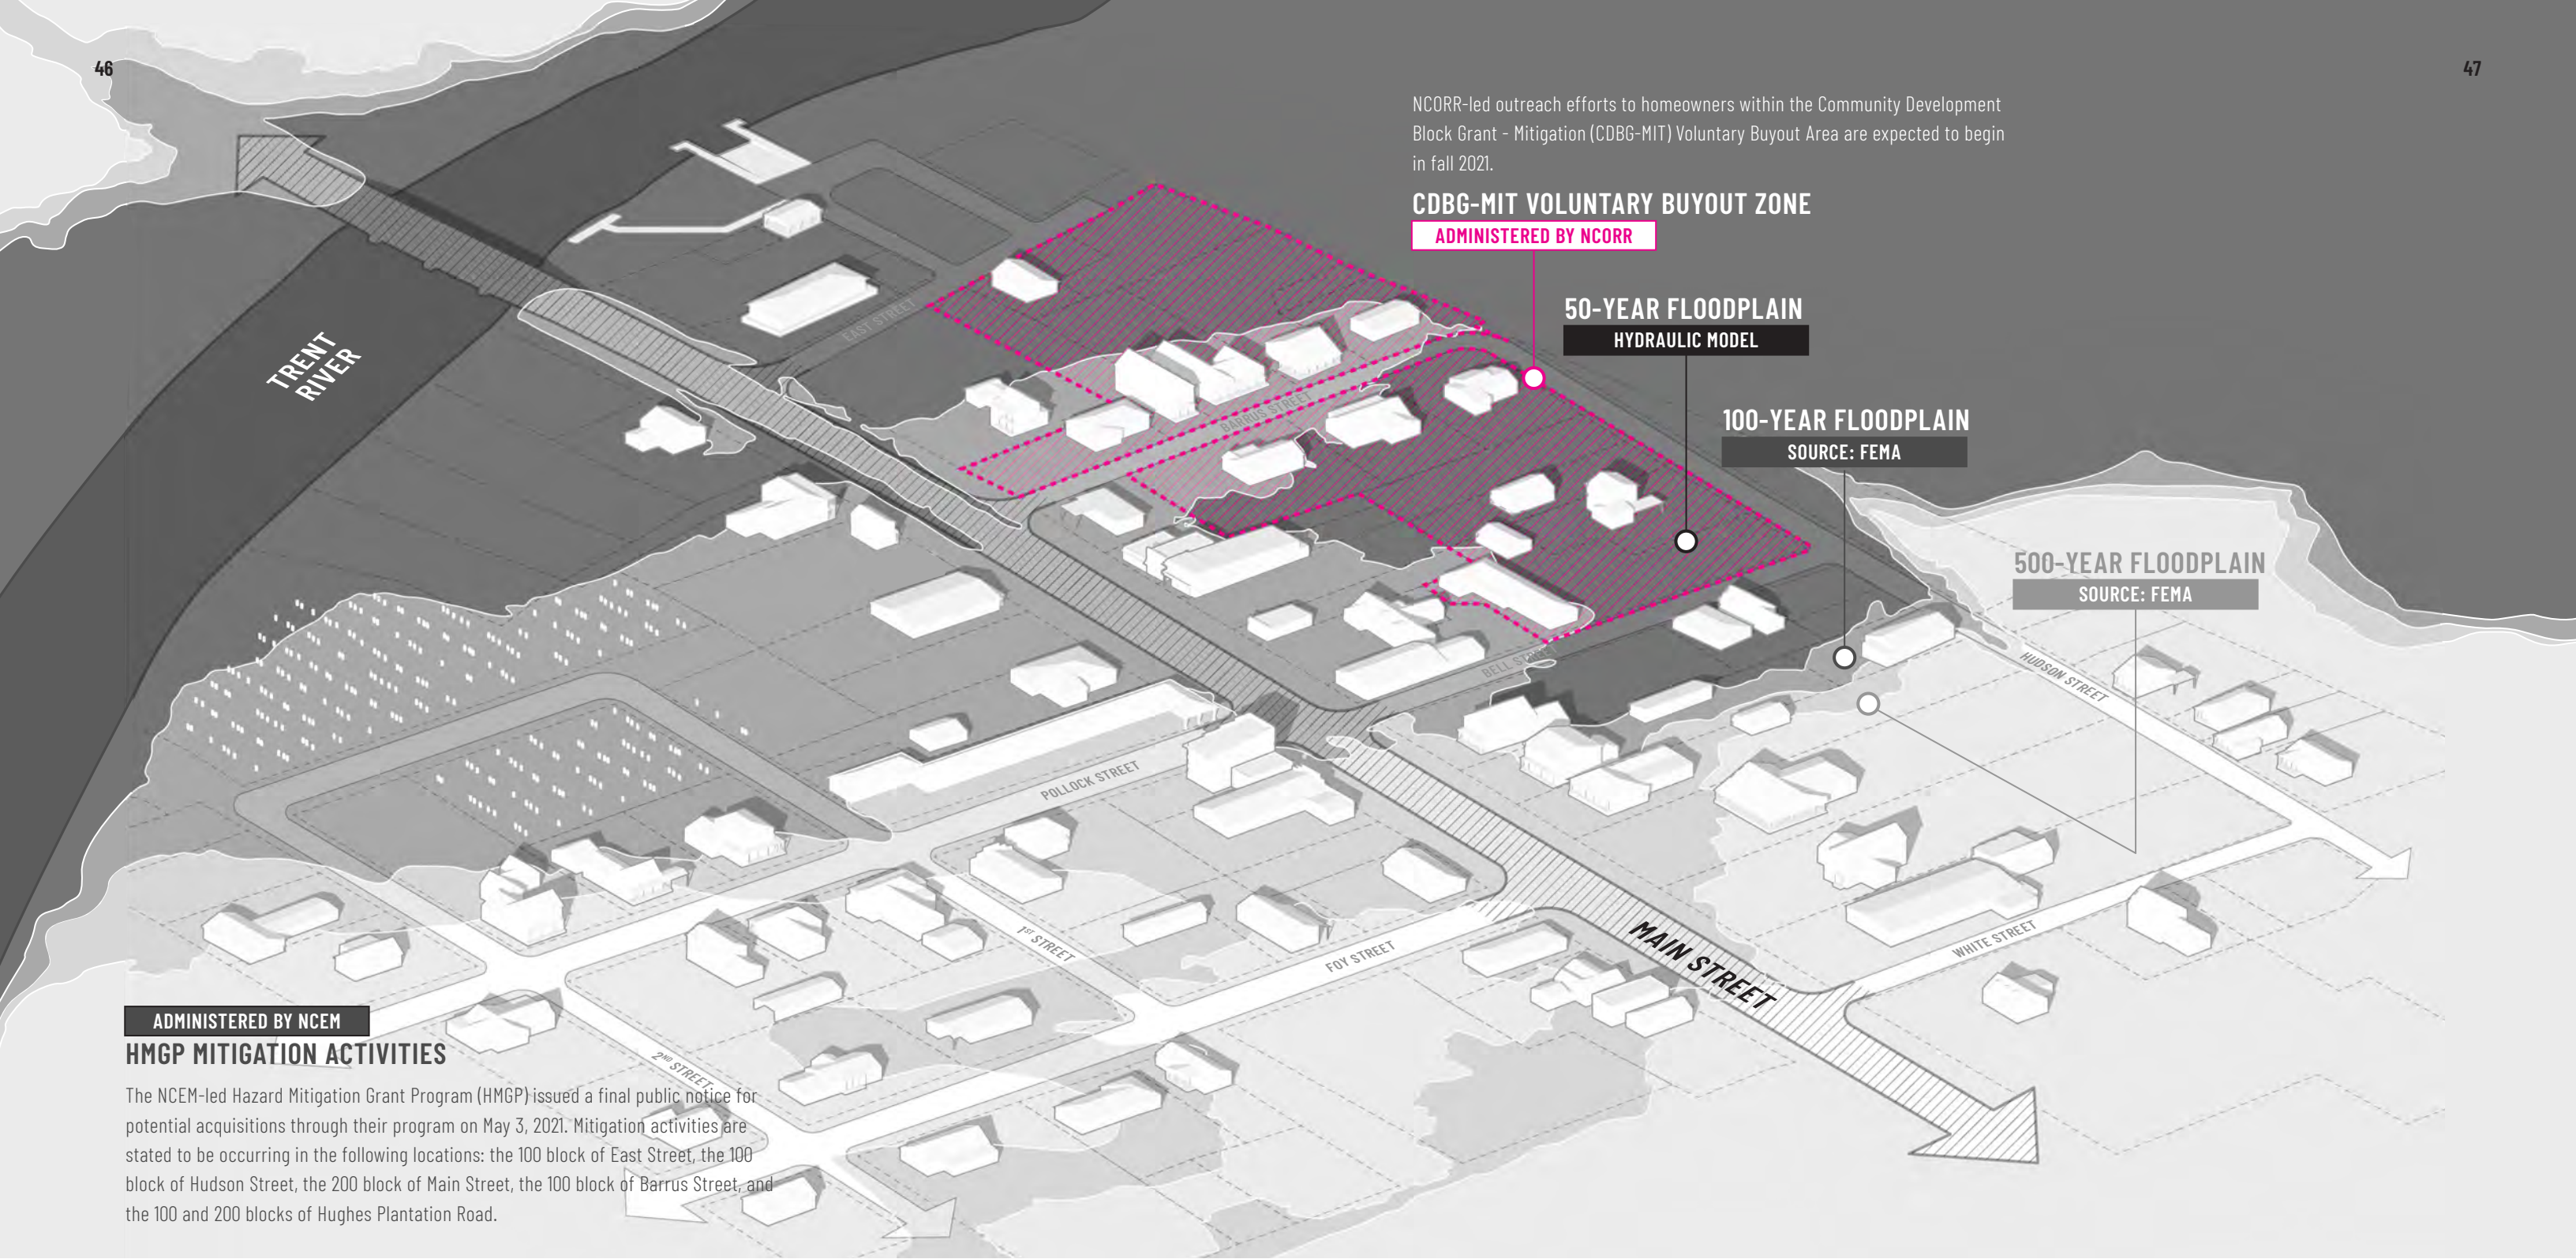 46
47
NCORR-led outreach efforts to homeowners within the Community Development
Block Grant - Mitigation (CDBG-MIT) Voluntary Buyout Area are expected to begin
in fall 2021.
CDBG-MIT VOLUNTARY BUYOUT ZONE
ADMINISTERED BY NCORR
50-YEAR FLOODPLAIN
HYDRAULIC MODEL
100-YEAR FLOODPLAIN
SOURCE: FEMA
500-YEAR FLOODPLAIN
SOURCE: FEMA
TRENT
RIVER
EAST STREET
BARRUS STREET
BELL STREET
HUDSON STREET
POLLOCK STREET
1ST STREET
FOY STREET
MAIN STREET
WHITE STREET
2ND STREET
ADMINISTERED BY NCEM
HMGP MITIGATION ACTIVITIES
The NCEM-led Hazard Mitigation Grant Program (HMGP) issued a final public notice for
potential acquisitions through their program on May 3, 2021. Mitigation activities are
stated to be occurring in the following locations: the 100 block of East Street, the 100
block of Hudson Street, the 200 block of Main Street, the 100 block of Barrus Street, and
the 100 and 200 blocks of Hughes Plantation Road.